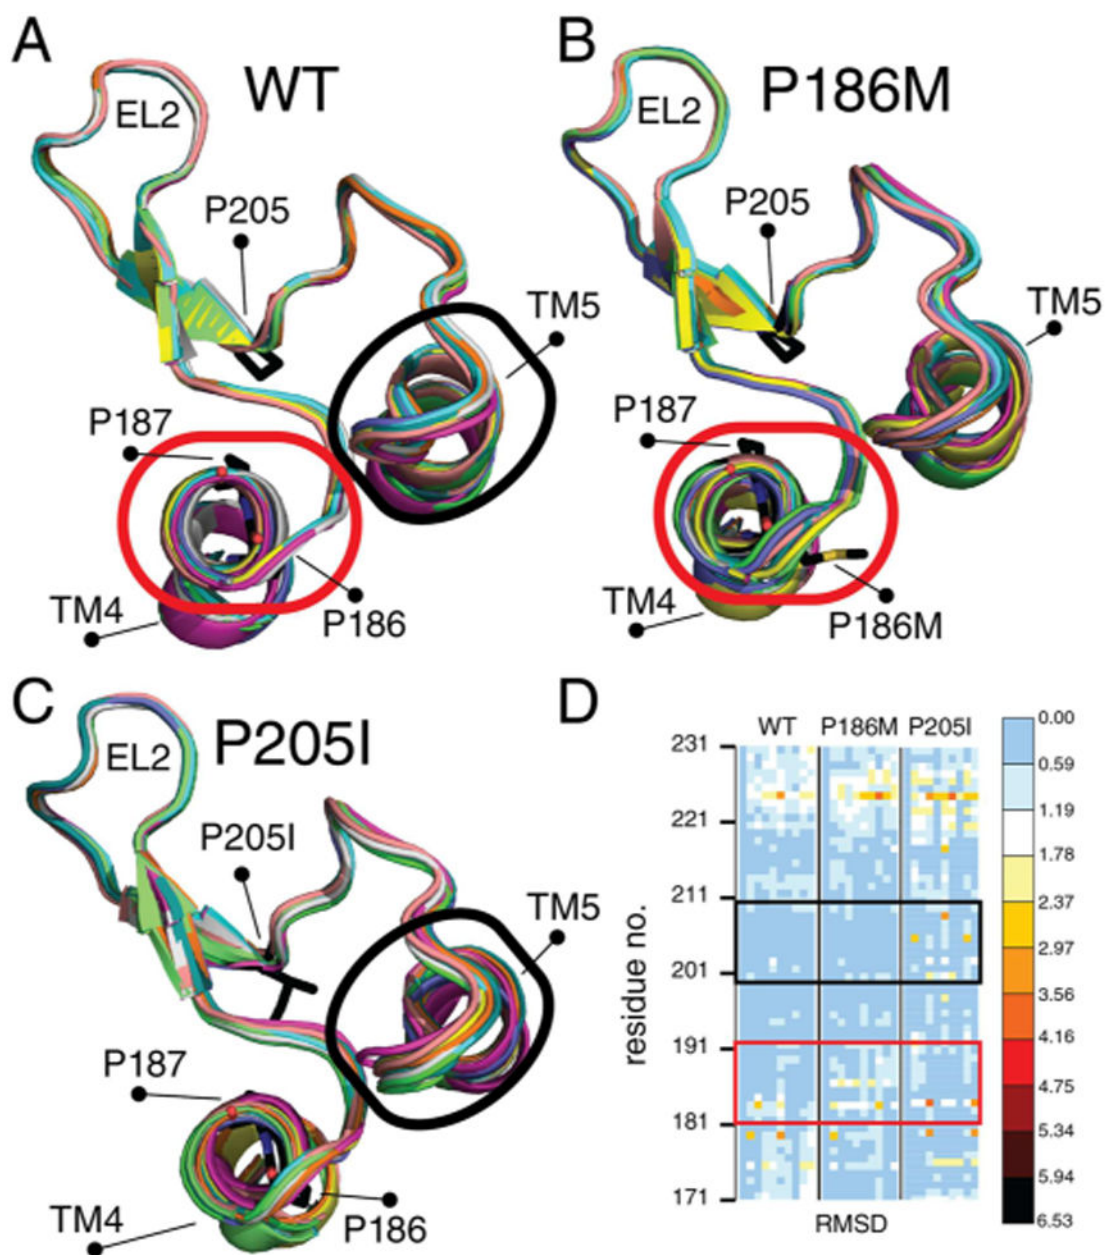 A
WT
EL2
P205
TM5
P187
TM4
P186
B
P186M
EL2
P205
TM5
P187
TM4
P186M
C
P205I
EL2
P205I
TM5
P187
TM4
P186
D
WT P186M P205I
231
221
211
201
191
181
171
residue no.
RMSD
0.00
0.59
1.19
1.78
2.37
2.97
3.56
4.16
4.75
5.34
5.94
6.53